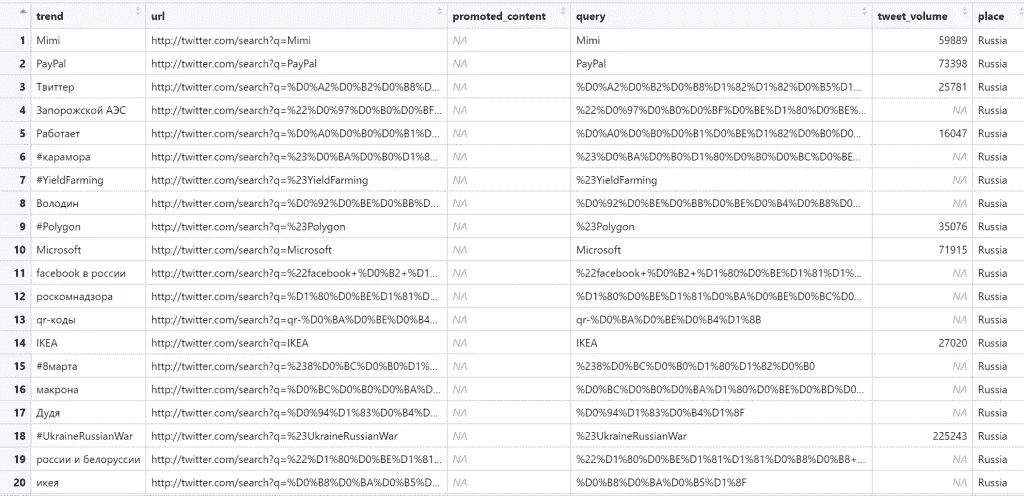 trend url promoted_content query tweet_volume place
1 Mimi http://twitter.com/search?q=Mimi NA Mimi 59889 Russia
2 PayPal http://twitter.com/search?q=PayPal NA PayPal 73398 Russia
3 Твиттер http://twitter.com/search?q=%D0%A2%D0%B2%D0%B8%D... NA %D0%A2%D0%B2%D0%B8%D1%82%D1%82%D0%B5%D1... 25781 Russia
4 Запорожской АЭС http://twitter.com/search?q=%22%D0%97%D0%B0%D0%BF... NA %22%D0%97%D0%B0%D0%BF%D0%BE%D1%80%D0%BE%... NA Russia
5 Работает http://twitter.com/search?q=%D0%A0%D0%B0%D0%B1%D... NA %D0%A0%D0%B0%D0%B1%D0%BE%D1%82%D0%B0%D0... 16047 Russia
6 #карамора http://twitter.com/search?q=%23%D0%BA%D0%B0%D1%8... NA %23%D0%BA%D0%B0%D1%80%D0%B0%D0%BC%D0%BE... NA Russia
7 #YieldFarming http://twitter.com/search?q=%23YieldFarming NA %23YieldFarming NA Russia
8 Володин http://twitter.com/search?q=%D0%92%D0%BE%D0%BB%D... NA %D0%92%D0%BE%D0%BB%D0%BE%D0%B4%D0%B8%D0... NA Russia
9 #Polygon http://twitter.com/search?q=%23Polygon NA %23Polygon 35076 Russia
10 Microsoft http://twitter.com/search?q=Microsoft NA Microsoft 71915 Russia
11 facebook в россии http://twitter.com/search?q=%22facebook+%D0%B2+%D1... NA %22facebook+%D0%B2+%D1%80%D0%BE%D1%81%D1%... NA Russia
12 роскомнадзора http://twitter.com/search?q=%D1%80%D0%BE%D1%81%D... NA %D1%80%D0%BE%D1%81%D0%BA%D0%BE%D0%BC%D0... NA Russia
13 qr-коды http://twitter.com/search?q=qr-%D0%BA%D0%BE%D0%B4... NA qr-%D0%BA%D0%BE%D0%B4%D1%8B NA Russia
14 IKEA http://twitter.com/search?q=IKEA NA IKEA 27020 Russia
15 #8марта http://twitter.com/search?q=%238%D0%BC%D0%B0%D1%... NA %238%D0%BC%D0%B0%D1%80%D1%82%D0%B0 NA Russia
16 макрона http://twitter.com/search?q=%D0%BC%D0%B0%D0%BA%D... NA %D0%BC%D0%B0%D0%BA%D1%80%D0%BE%D0%BD%D0... NA Russia
17 Дудя http://twitter.com/search?q=%D0%94%D1%83%D0%B4%D... NA %D0%94%D1%83%D0%B4%D1%8F NA Russia
18 #UkraineRussianWar http://twitter.com/search?q=%23UkraineRussianWar NA %23UkraineRussianWar 225243 Russia
19 россии и белоруссии http://twitter.com/search?q=%22%D1%80%D0%BE%D1%81... NA %22%D1%80%D0%BE%D1%81%D1%81%D0%B8%D0%B8+... NA Russia
20 икея http://twitter.com/search?q=%D0%B8%D0%BA%D0%B5%D... NA %D0%B8%D0%BA%D0%B5%D1%8F NA Russia